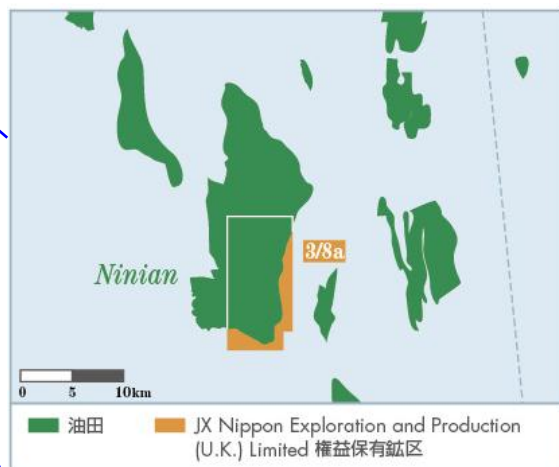 3/8a
Ninian
0 5 10km
油田
JX Nippon Exploration and Production
(U.K.) Limited 権益保有鉱区